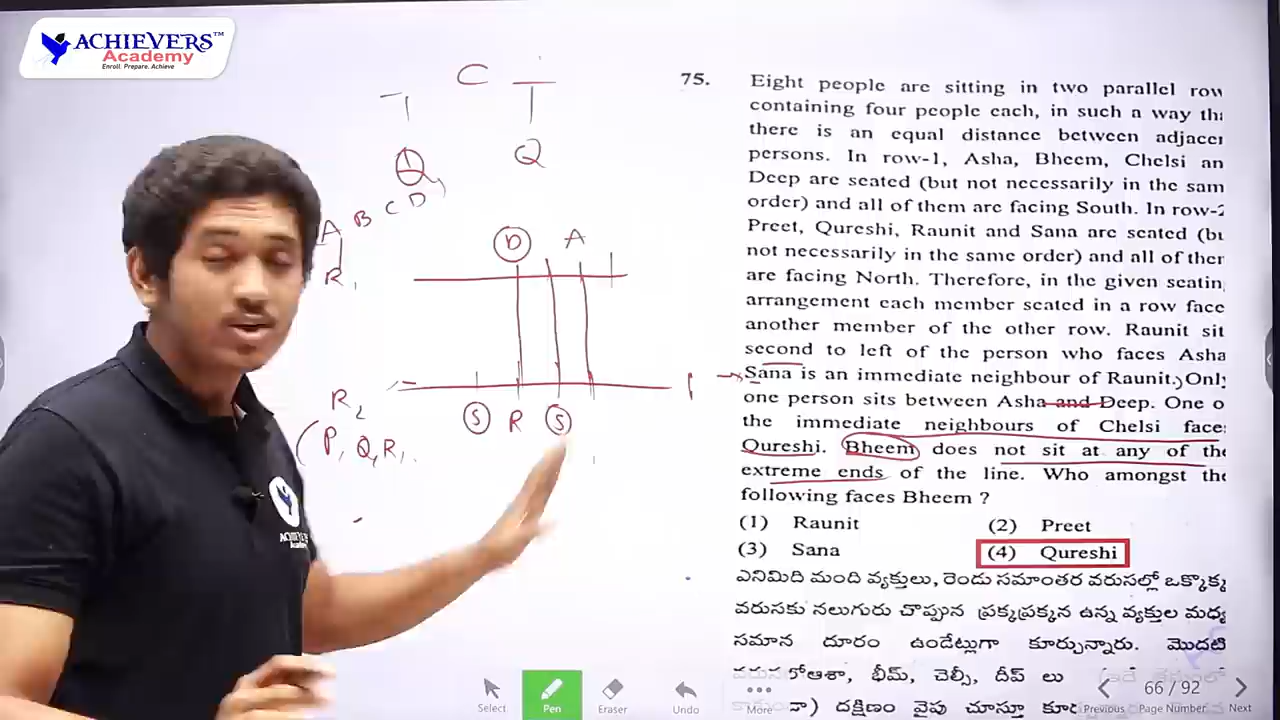 ACHIEVERS™
Academy
Enroll. Prepare. Achieve
C
Q
Q,
A B C D
R1
D A
R2
S R S
(P, Q, R,
ACHIEVERS
75. Eight people are sitting in two parallel row
containing four people each, in such a way tha
there is an equal distance between adjacen
persons. In row-1, Asha, Bheem, Chelsi an
Deep are seated (but not necessarily in the sam
order) and all of them are facing South. In row-2
Preet, Qureshi, Raunit and Sana are seated (bu
not necessarily in the same order) and all of ther
are facing North. Therefore, in the given seatin
arrangement each member seated in a row face
another member of the other row. Raunit sit
second to left of the person who faces Asha
Sana is an immediate neighbour of Raunit. Only
one person sits between Asha and Deep. One o
the immediate neighbours of Chelsi face
Qureshi. Bheem does not sit at any of the
extreme ends of the line. Who amongst the
following faces Bheem ?
(1) Raunit (2) Preet
(3) Sana (4) Qureshi
ఎనిమిది మంది వ్యక్తులు, రెండు సమాంతర వరుసల్లో ఒక్కొక్క
వరుసకు నలుగురు చొప్పున ప్రక్కప్రక్కన ఉన్న వ్యక్తుల మధ్య
సమాన దూరం ఉండేట్లుగా కూర్చున్నారు. మొదటి
ఆశా, భీమ్, చెల్సీ, దీప్ లు
దక్షిణం వైపు చూస్తూ
Select Pen Eraser Undo More Previous 66 / 92 Page Number Next